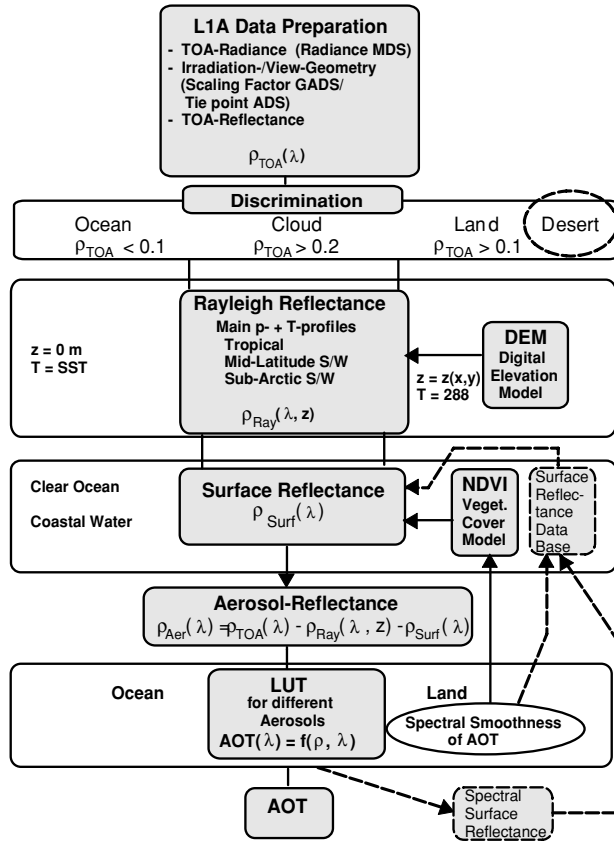 L1A Data Preparation
- TOA-Radiance (Radiance MDS)
- Irradiation-/View-Geometry
(Scaling Factor GADS/
Tie point ADS)
- TOA-Reflectance
ρTOA(λ)
Discrimination
Ocean Cloud Land Desert
ρTOA < 0.1 ρTOA > 0.2 ρTOA > 0.1
Rayleigh Reflectance
Main p- + T-profiles
Tropical
Mid-Latitude S/W
Sub-Arctic S/W
ρRay(λ, z)
z = 0 m
T = SST
DEM
Digital
Elevation
Model
z = z(x,y)
T = 288
Clear Ocean
Coastal Water
Surface Reflectance
ρSurf(λ)
NDVI
Veget.
Cover
Model
Surface
Reflec-
tance
Data
Base
Aerosol-Reflectance
ρAer(λ) =ρTOA(λ) - ρRay(λ , z) - ρSurf(λ)
Ocean
LUT
for different
Aerosols
AOT(λ) = f(ρ, λ)
Land
Spectral Smoothness
of AOT
AOT
Spectral
Surface
Reflectance